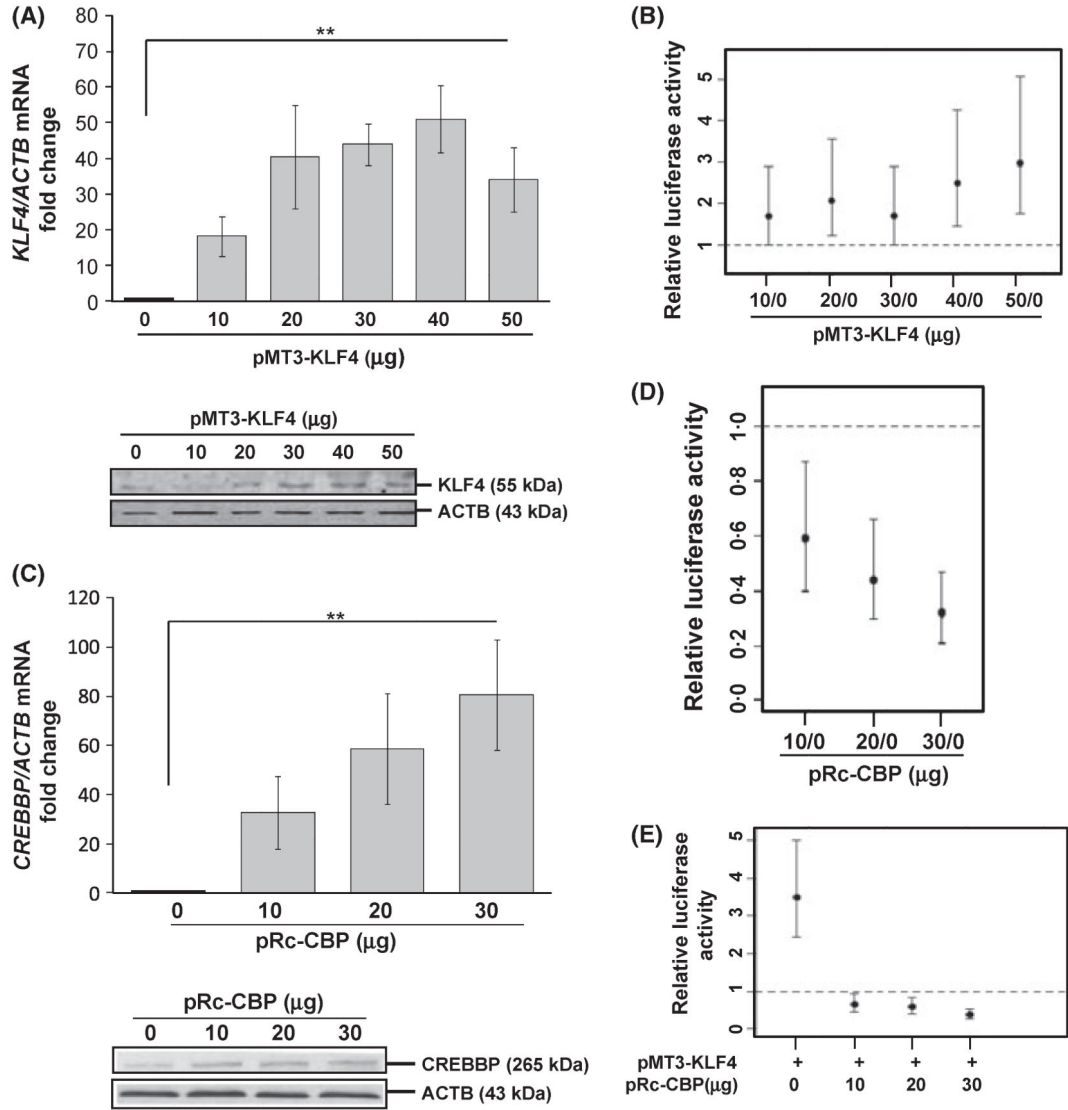 (A)
KLF4/ACTB mRNA
fold change
80
70
60
50
40
30
20
10
0
**
0 10 20 30 40 50
pMT3-KLF4 (µg)
pMT3-KLF4 (µg)
0 10 20 30 40 50
KLF4 (55 kDa)
ACTB (43 kDa)
(B)
Relative luciferase activity
5
4
3
2
1
10/0 20/0 30/0 40/0 50/0
pMT3-KLF4 (µg)
(C)
CREBBP/ACTB mRNA
fold change
120
100
80
60
40
20
0
**
0 10 20 30
pRc-CBP (µg)
pRc-CBP (µg)
0 10 20 30
CREBBP (265 kDa)
ACTB (43 kDa)
(D)
Relative luciferase activity
1·0
0·8
0·6
0·4
0·2
0·0
10/0 20/0 30/0
pRc-CBP (µg)
(E)
Relative luciferase
activity
5
4
3
2
1
0
pMT3-KLF4 + + + +
pRc-CBP(µg) 0 10 20 30